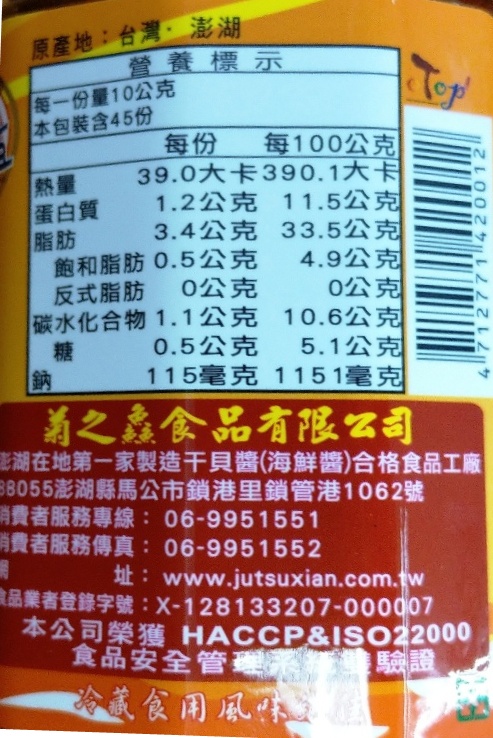 原產地：台灣．澎湖
Top
營養標示
每一份量10公克
本包裝含45份
每份 每100公克
熱量 39.0大卡 390.1大卡
蛋白質 1.2公克 11.5公克
脂肪 3.4公克 33.5公克
飽和脂肪 0.5公克 4.9公克
反式脂肪 0公克 0公克
碳水化合物 1.1公克 10.6公克
糖 0.5公克 5.1公克
鈉 115毫克 1151毫克
4 712771 420012
菊之鱻食品有限公司
澎湖在地第一家製造干貝醬(海鮮醬)合格食品工廠
88055澎湖縣馬公市鎖港里鎖管港1062號
消費者服務專線：06-9951551
消費者服務傳真：06-9951552
網 址：www.jutsuxian.com.tw
食品業者登錄字號：X-128133207-000007
本公司榮獲 HACCP&ISO22000
食品安全管 驗證
冷藏食用風味